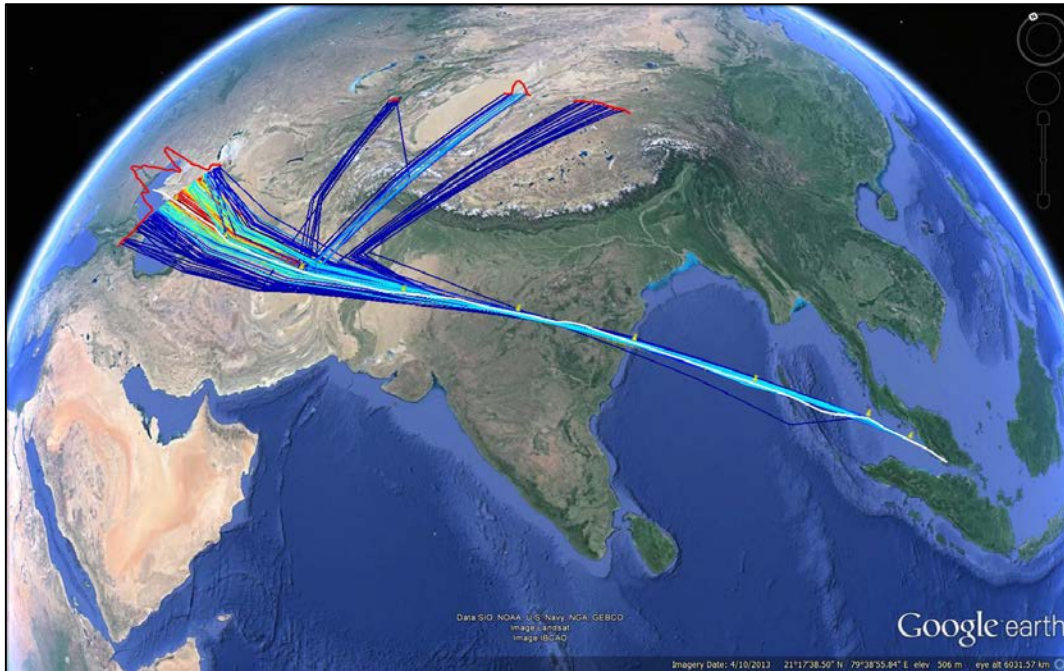 Data SIO, NOAA, U.S. Navy, NGA, GEBCO
Image Landsat
Image IBCAO
Google earth
Imagery Date: 4/10/2013 21°17'38.50" N 79°38'55.84" E elev 506 m eye alt 6031.57 km